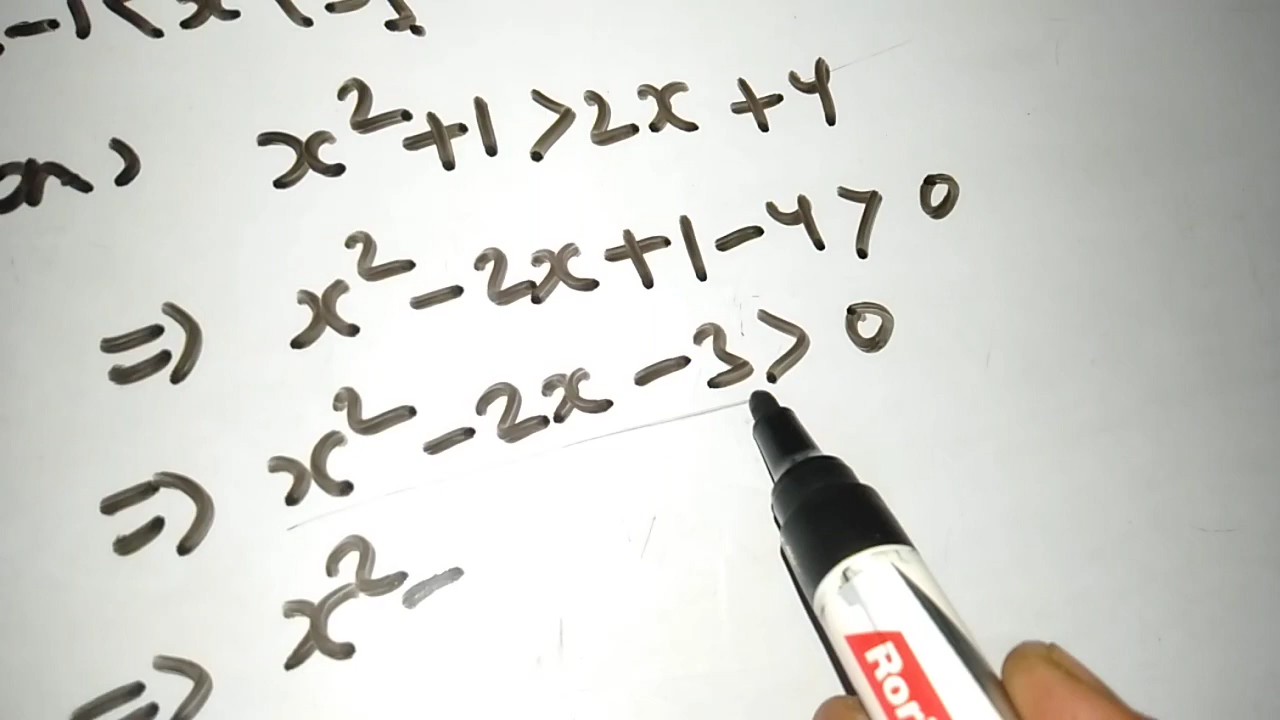 x² + 1 > 2x + 4
⇒ x² - 2x + 1 - 4 > 0
⇒ x² - 2x - 3 > 0
⇒ x² -